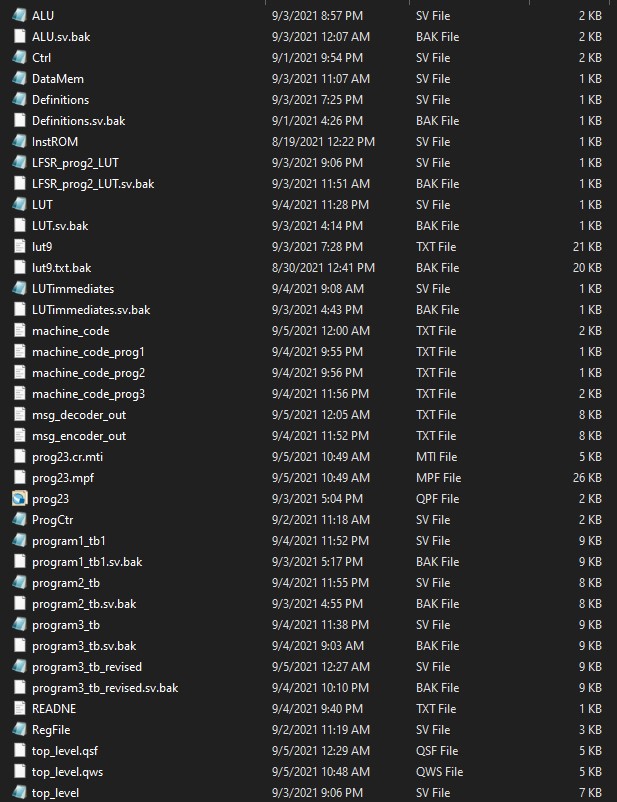 ALU 9/3/2021 8:57 PM SV File 2 KB
ALU.sv.bak 9/3/2021 12:07 AM BAK File 2 KB
Ctrl 9/1/2021 9:54 PM SV File 2 KB
DataMem 9/3/2021 11:07 AM SV File 1 KB
Definitions 9/3/2021 7:25 PM SV File 1 KB
Definitions.sv.bak 9/1/2021 4:26 PM BAK File 1 KB
InstROM 8/19/2021 12:22 PM SV File 1 KB
LFSR_prog2_LUT 9/3/2021 9:06 PM SV File 1 KB
LFSR_prog2_LUT.sv.bak 9/3/2021 11:51 AM BAK File 1 KB
LUT 9/4/2021 11:28 PM SV File 1 KB
LUT.sv.bak 9/3/2021 4:14 PM BAK File 1 KB
lut9 9/3/2021 7:28 PM TXT File 21 KB
lut9.txt.bak 8/30/2021 12:41 PM BAK File 20 KB
LUTimmediates 9/4/2021 9:08 AM SV File 1 KB
LUTimmediates.sv.bak 9/3/2021 4:43 PM BAK File 1 KB
machine_code 9/5/2021 12:00 AM TXT File 2 KB
machine_code_prog1 9/4/2021 9:55 PM TXT File 1 KB
machine_code_prog2 9/4/2021 9:56 PM TXT File 1 KB
machine_code_prog3 9/4/2021 11:56 PM TXT File 2 KB
msg_decoder_out 9/5/2021 12:05 AM TXT File 8 KB
msg_encoder_out 9/4/2021 11:52 PM TXT File 8 KB
prog23.cr.mti 9/5/2021 10:49 AM MTI File 5 KB
prog23.mpf 9/5/2021 10:49 AM MPF File 26 KB
prog23 9/3/2021 5:04 PM QPF File 2 KB
ProgCtr 9/2/2021 11:18 AM SV File 2 KB
program1_tb1 9/4/2021 11:52 PM SV File 9 KB
program1_tb1.sv.bak 9/3/2021 5:17 PM BAK File 9 KB
program2_tb 9/4/2021 11:55 PM SV File 8 KB
program2_tb.sv.bak 9/3/2021 4:55 PM BAK File 8 KB
program3_tb 9/4/2021 11:38 PM SV File 9 KB
program3_tb.sv.bak 9/4/2021 9:03 AM BAK File 9 KB
program3_tb_revised 9/5/2021 12:27 AM SV File 9 KB
program3_tb_revised.sv.bak 9/4/2021 10:10 PM BAK File 9 KB
READNE 9/4/2021 9:40 PM TXT File 1 KB
RegFile 9/2/2021 11:19 AM SV File 3 KB
top_level.qsf 9/5/2021 12:29 AM QSF File 5 KB
top_level.qws 9/5/2021 10:48 AM QWS File 5 KB
top_level 9/3/2021 9:06 PM SV File 7 KB